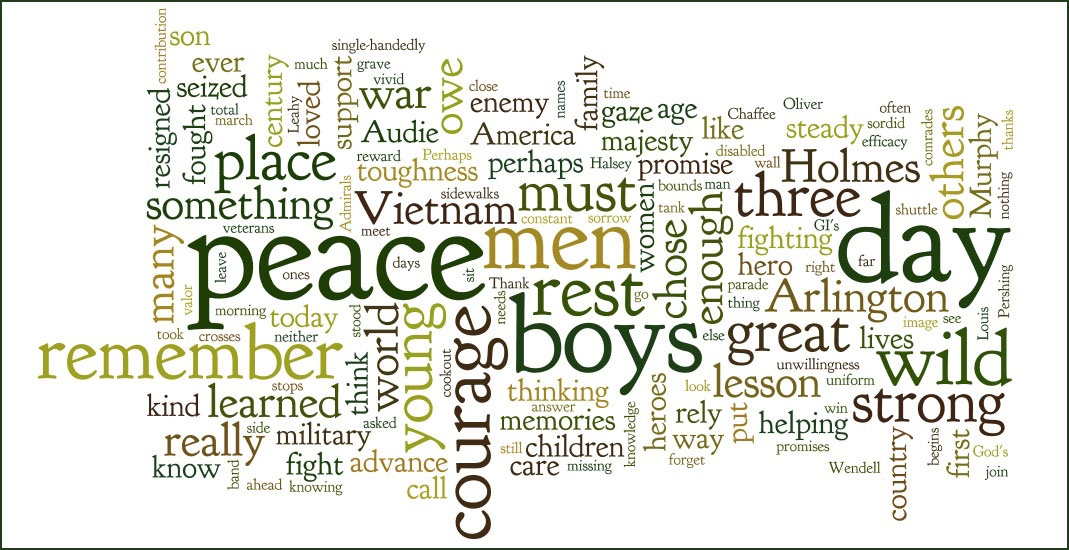 contribution
son
ever
seized
century
much
Leahy
loved
single-handedly
grave
vivid
support
war
owe
close
enemy
names
family
time
gaze
age
Chaffee
Oliver
often
sordid
efficacy
comrades
others
Murphy
thanks
resigned
fought
total
march
Audie
America
majesty
like
steady
disabled
wall
Holmes
place
reward
Perhaps
toughness
perhaps
Halsey
promise
something
veterans
Admirals
sidewalks
Vietnam
meet
must
constant
sorrow
women
bounds
man
tank
three
shuttle
nothing
many
valor
leave
peace
ones
days
sit
men
chose
enough
GI's
fighting
hero
right
far
day
Pershing
morning
took
crosses
today
neither
stood
world
young
Thank
needs
rest
go
boys
parade
thing
Arlington
else
great
image
see
Louis
lives
wild
remember
stops
think
cookout
courage
thinking
answer
memories
heroes
look
lesson
unwillingness
uniform
strong
kind
learned
asked
really
side
military
still
children
knowledge
rely
way
put
helping
win
promises
know
band
ahead
knowing
fight
advance
call
care
missing
forget
Wendell
country
begins
first
God's
join